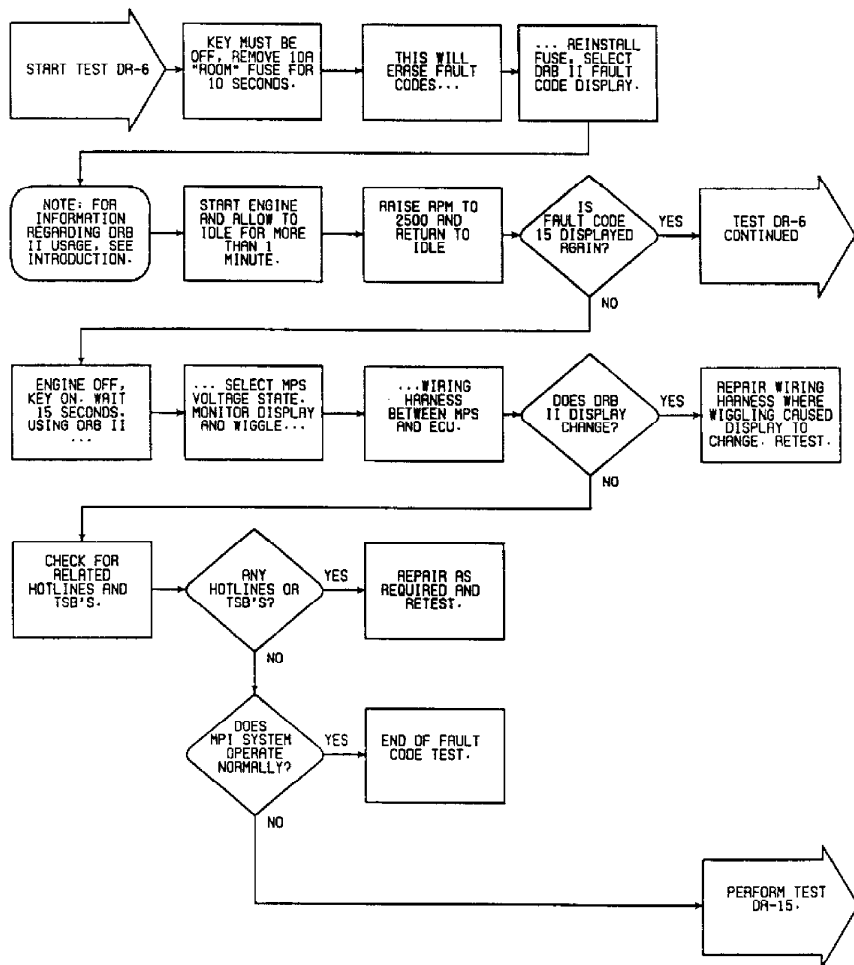 START TEST DR-6
KEY MUST BE
OFF, REMOVE 10A
"ROOM" FUSE FOR
10 SECONDS.
THIS WILL
ERASE FAULT
CODES...
... REINSTALL
FUSE, SELECT
DRB II FAULT
CODE DISPLAY.
NOTE: FOR
INFORMATION
REGARDING DRB
II USAGE, SEE
INTRODUCTION.
START ENGINE
AND ALLOW TO
IDLE FOR MORE
THAN 1
MINUTE.
RAISE RPM TO
2500 AND
RETURN TO
IDLE
IS
FAULT CODE
15 DISPLAYED
AGAIN?
YES
TEST DR-6
CONTINUED
NO
ENGINE OFF,
KEY ON. WAIT
15 SECONDS.
USING DRB II
...
... SELECT MPS
VOLTAGE STATE.
MONITOR DISPLAY
AND WIGGLE...
...WIRING
HARNESS
BETWEEN MPS
AND ECU.
DOES DRB
II DISPLAY
CHANGE?
YES
REPAIR WIRING
HARNESS WHERE
WIGGLING CAUSED
DISPLAY TO
CHANGE. RETEST.
NO
CHECK FOR
RELATED
HOTLINES AND
TSB'S.
ANY
HOTLINES OR
TSB'S?
YES
REPAIR AS
REQUIRED AND
RETEST.
NO
DOES
MPI SYSTEM
OPERATE
NORMALLY?
YES
END OF FAULT
CODE TEST.
NO
PERFORM TEST
DR-15.